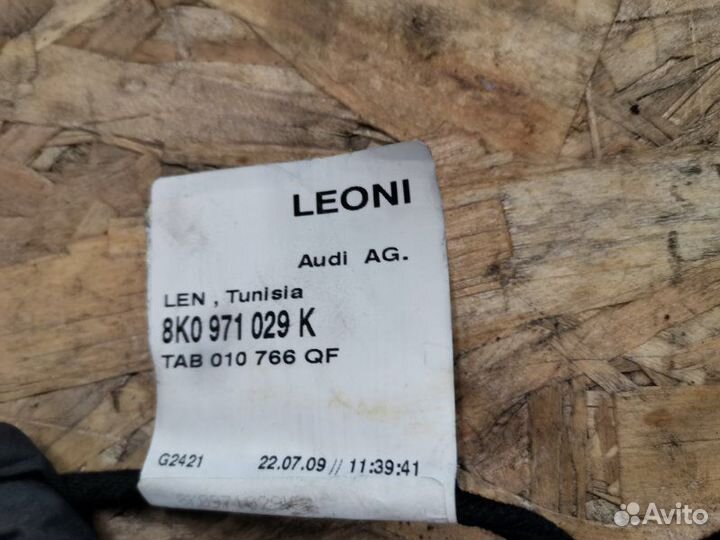 LEONI
Audi AG.
LEN , Tunisia
8K0 971 029 K
TAB 010 766 QF
G2421 22.07.09 // 11:39:41
Avito